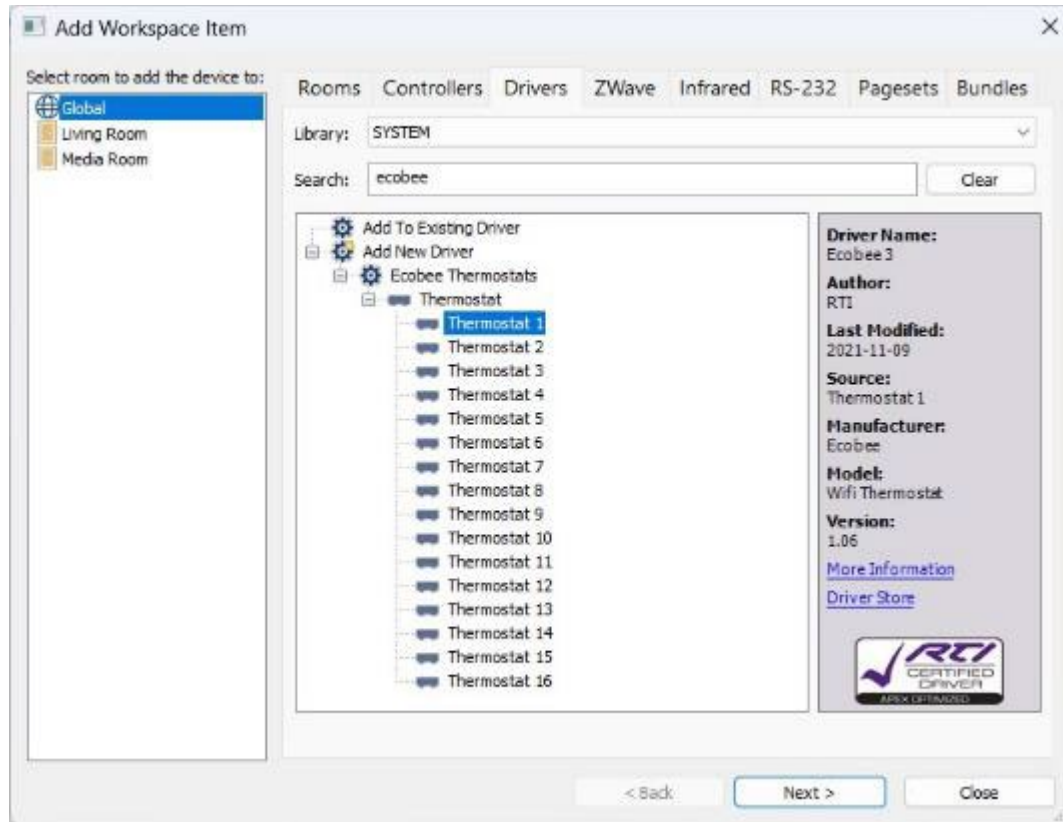 Add Workspace Item
Select room to add the device to:
Global
Living Room
Media Room
Rooms Controllers Drivers ZWave Infrared RS-232 Pagesets Bundles
Library: SYSTEM
Search: ecobee Clear
Add To Existing Driver
Add New Driver
Ecobee Thermostats
Thermostat
Thermostat 1
Thermostat 2
Thermostat 3
Thermostat 4
Thermostat 5
Thermostat 6
Thermostat 7
Thermostat 8
Thermostat 9
Thermostat 10
Thermostat 11
Thermostat 12
Thermostat 13
Thermostat 14
Thermostat 15
Thermostat 16
Driver Name:
Ecobee 3
Author:
RTI
Last Modified:
2021-11-09
Source:
Thermostat 1
Manufacturer:
Ecobee
Model:
Wifi Thermostat
Version:
1.06
More Information
Driver Store
RTI
CERTIFIED
DRIVER
APEX OPTIMIZED
< Back Next > Close